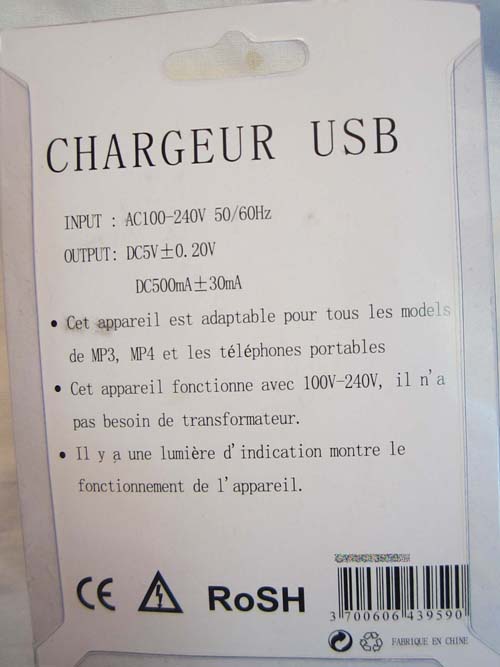 CHARGEUR USB
INPUT : AC100-240V 50/60Hz
OUTPUT: DC5V±0.20V
DC500mA±30mA
• Cet appareil est adaptable pour tous les models
de MP3, MP4 et les téléphones portables
• Cet appareil fonctionne avec 100V-240V, il n'a
pas besoin de transformateur.
• Il y a une lumière d'indication montre le
fonctionnement de l'appareil.
CE RoSH
3 700606 439590
FABRIQUE EN CHINE